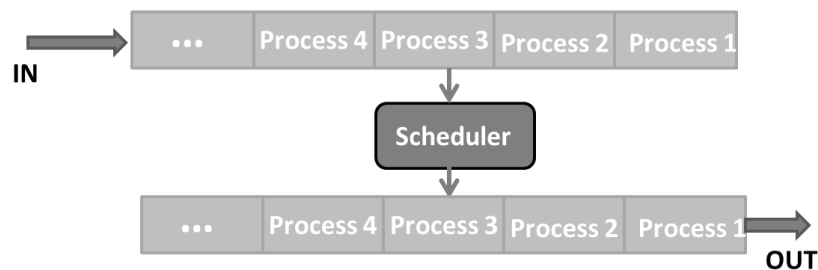 ... Process 4 Process 3 Process 2 Process 1
IN
Scheduler
... Process 4 Process 3 Process 2 Process 1
OUT